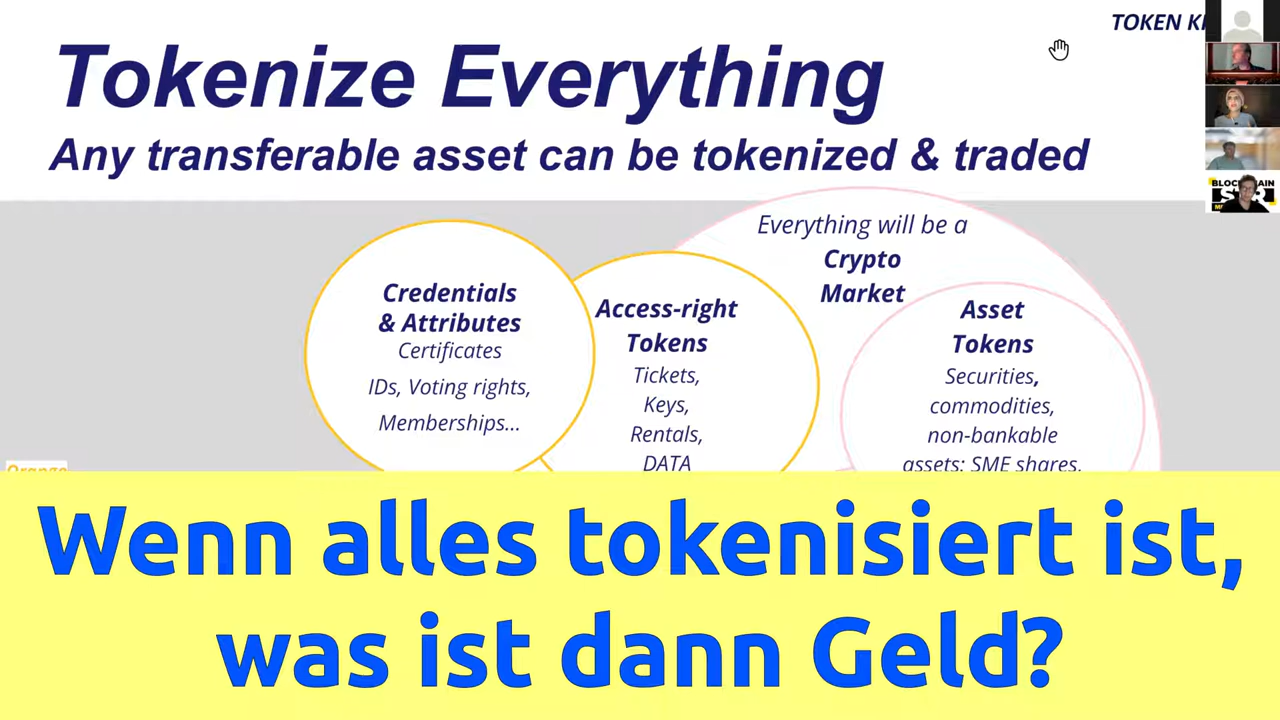 TOKEN
Tokenize Everything
Any transferable asset can be tokenized & traded
Everything will be a
Crypto
Market
Credentials
& Attributes
Certificates
IDs, Voting rights,
Memberships...
Access-right
Tokens
Tickets,
Keys,
Rentals,
DATA
Asset
Tokens
Securities,
commodities,
non-bankable
assets: SME shares,
Orange
Wenn alles tokenisiert ist,
was ist dann Geld?